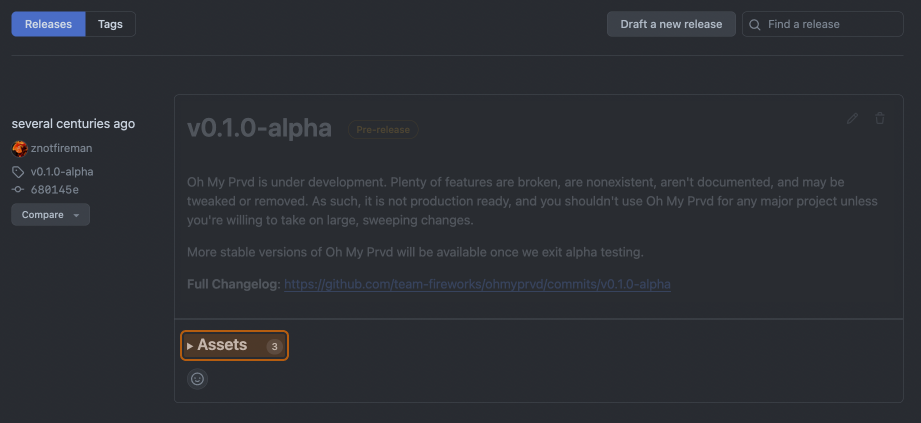 Releases Tags Draft a new release Find a release
several centuries ago
znotfireman
v0.1.0-alpha
680145e
Compare
v0.1.0-alpha Pre-release
Oh My Prvd is under development. Plenty of features are broken, are nonexistent, aren't documented, and may be
tweaked or removed. As such, it is not production ready, and you shouldn't use Oh My Prvd for any major project unless
you're willing to take on large, sweeping changes.
More stable versions of Oh My Prvd will be available once we exit alpha testing.
Full Changelog: https://github.com/team-fireworks/ohmyprvd/commits/v0.1.0-alpha
Assets 3